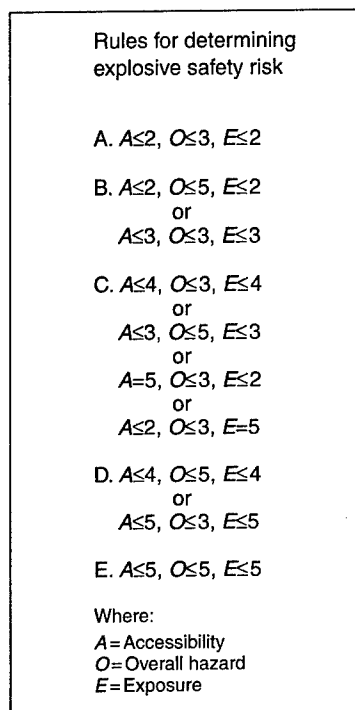 Rules for determining
explosive safety risk
A. A≤2, O≤3, E≤2
B. A≤2, O≤5, E≤2
or
A≤3, O≤3, E≤3
C. A≤4, O≤3, E≤4
or
A≤3, O≤5, E≤3
or
A=5, O≤3, E≤2
or
A≤2, O≤3, E=5
D. A≤4, O≤5, E≤4
or
A≤5, O≤3, E≤5
E. A≤5, O≤5, E≤5
Where:
A=Accessibility
O=Overall hazard
E=Exposure